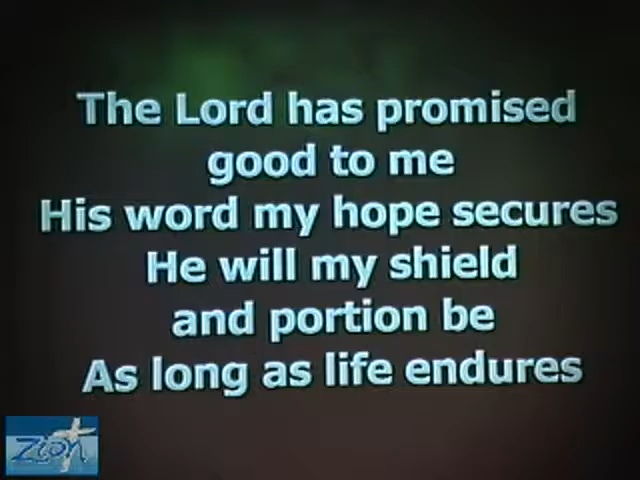 The Lord has promised
good to me
His word my hope secures
He will my shield
and portion be
As long as life endures
Zion